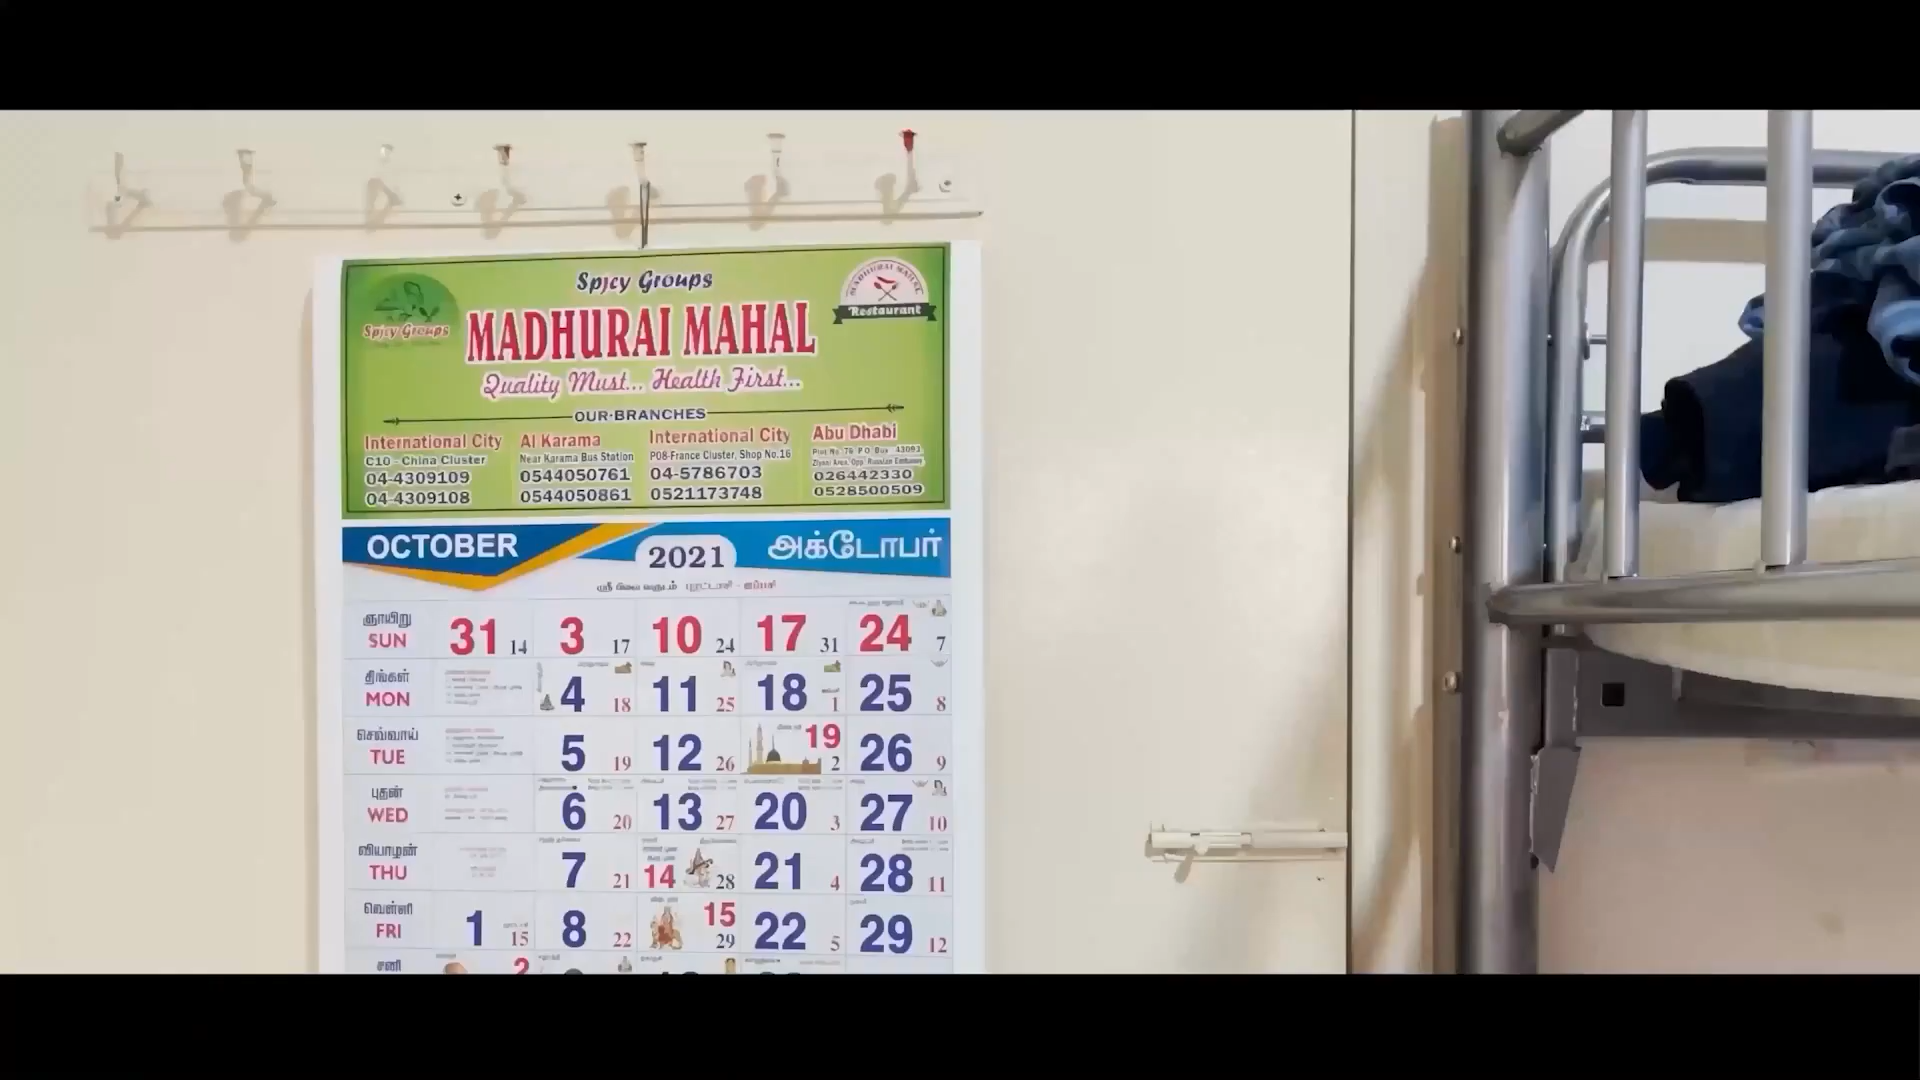 Spicy Groups
Spicy Groups
MADHURAI MAHAL
Restaurant
MADHURAI MAHAL
Quality Must... Health First...
OUR BRANCHES
International City
C10 - China Cluster
04-4309109
04-4309108
Al Karama
Near Karama Bus Station
0544050761
0544050861
International City
P08-France Cluster, Shop No.16
04-5786703
0521173748
Abu Dhabi
026442330
0528500509
OCTOBER 2021 அக்டோபர்
ஞாயிறு
SUN 31 14 3 17 10 24 17 31 24 7
திங்கள்
MON 4 18 11 25 18 1 25 8
செவ்வாய்
TUE 5 19 12 26 19 2 26 9
புதன்
WED 6 20 13 27 20 3 27 10
வியாழன்
THU 7 21 14 28 21 4 28 11
வெள்ளி
FRI 1 15 8 22 15 29 22 5 29 12
சனி 2